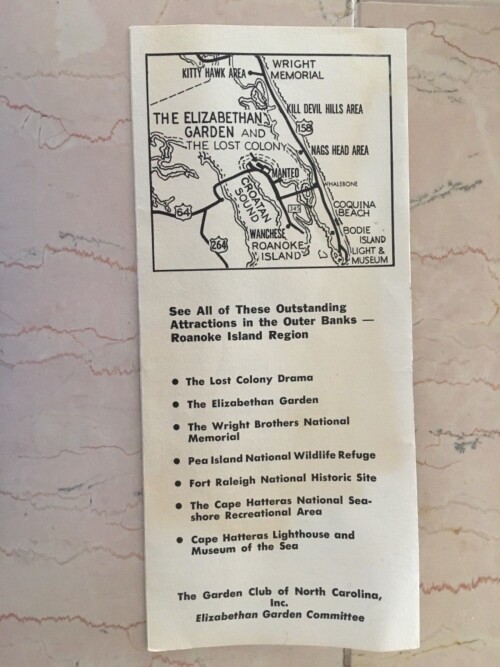 WRIGHT
MEMORIAL
KITTY HAWK AREA
KILL DEVIL HILLS AREA
158
THE ELIZABETHAN
GARDEN AND
THE LOST COLONY
NAGS HEAD AREA
MANTEO
WHALEBONE
CROATAN
SOUND
345
COQUINA
BEACH
64
264
WANCHESE
ROANOKE
ISLAND
BODIE
ISLAND
LIGHT &
MUSEUM
See All of These Outstanding
Attractions in the Outer Banks —
Roanoke Island Region
• The Lost Colony Drama
• The Elizabethan Garden
• The Wright Brothers National
Memorial
• Pea Island National Wildlife Refuge
• Fort Raleigh National Historic Site
• The Cape Hatteras National Sea-
shore Recreational Area
• Cape Hatteras Lighthouse and
Museum of the Sea
The Garden Club of North Carolina,
Inc.
Elizabethan Garden Committee